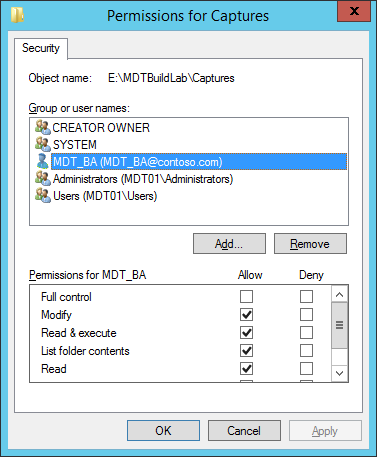 Permissions for Captures
x
Security
Object name: E:\MDTBuildLab\Captures
Group or user names:
CREATOR OWNER
SYSTEM
MDT_BA (MDT_BA@contoso.com)
Administrators (MDT01\Administrators)
Users (MDT01\Users)
Add... Remove
Permissions for MDT_BA Allow Deny
Full control
Modify
Read & execute
List folder contents
Read
OK Cancel Apply